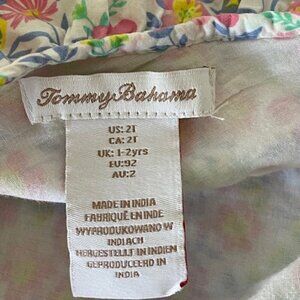 Tommy Bahama
US: 2T
CA: 2T
UK: 1-2yrs
EU: 92
AU: 2
MADE IN INDIA
FABRIQUÉ EN INDE
WYPRODUKOWANO W
INDIACH
HERGESTELLT IN INDIEN
GEPRODUCEERD IN
INDIA